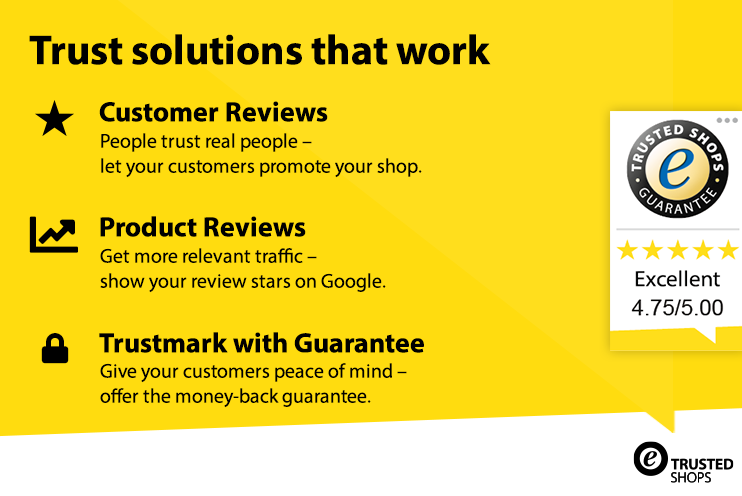 Trust solutions that work
Customer Reviews
People trust real people –
let your customers promote your shop.
Product Reviews
Get more relevant traffic –
show your review stars on Google.
Trustmark with Guarantee
Give your customers peace of mind –
offer the money-back guarantee.
TRUSTED SHOPS
e
GUARANTEE
Excellent
4.75/5.00
e
TRUSTED
SHOPS